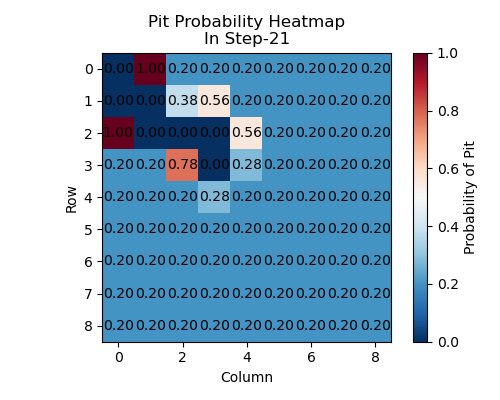 Pit Probability Heatmap
In Step-21
0 0.00 1.00 0.20 0.20 0.20 0.20 0.20 0.20 0.20
1 0.00 0.00 0.38 0.56 0.20 0.20 0.20 0.20 0.20
2 1.00 0.00 0.00 0.00 0.56 0.20 0.20 0.20 0.20
3 0.20 0.20 0.78 0.00 0.28 0.20 0.20 0.20 0.20
4 0.20 0.20 0.20 0.28 0.20 0.20 0.20 0.20 0.20
5 0.20 0.20 0.20 0.20 0.20 0.20 0.20 0.20 0.20
6 0.20 0.20 0.20 0.20 0.20 0.20 0.20 0.20 0.20
7 0.20 0.20 0.20 0.20 0.20 0.20 0.20 0.20 0.20
8 0.20 0.20 0.20 0.20 0.20 0.20 0.20 0.20 0.20
0 2 4 6 8
Column
Row
1.0
0.8
0.6
0.4
0.2
0.0
Probability of Pit